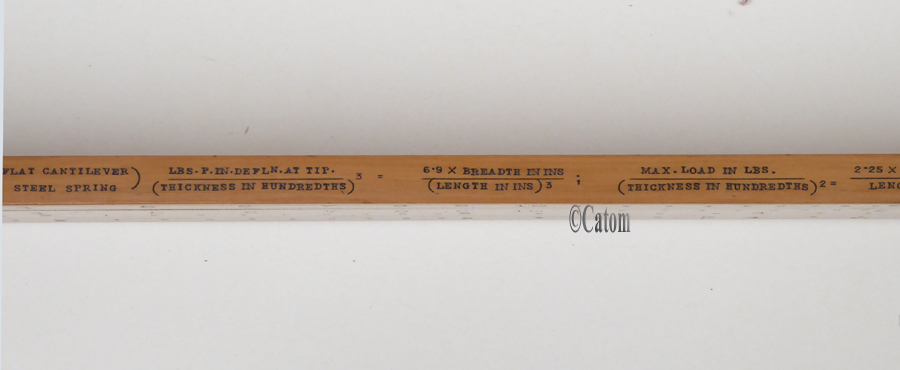 FLAT CANTILEVER)
STEEL SPRING
LBS.P.IN.DEFLN.AT TIP.
(THICKNESS IN HUNDREDTHS)³ =
6·9 X BREADTH IN INS
(LENGTH IN INS)³ ;
MAX.LOAD IN LBS.
(THICKNESS IN HUNDREDTHS)² =
2·25 X
LENG
©Catom